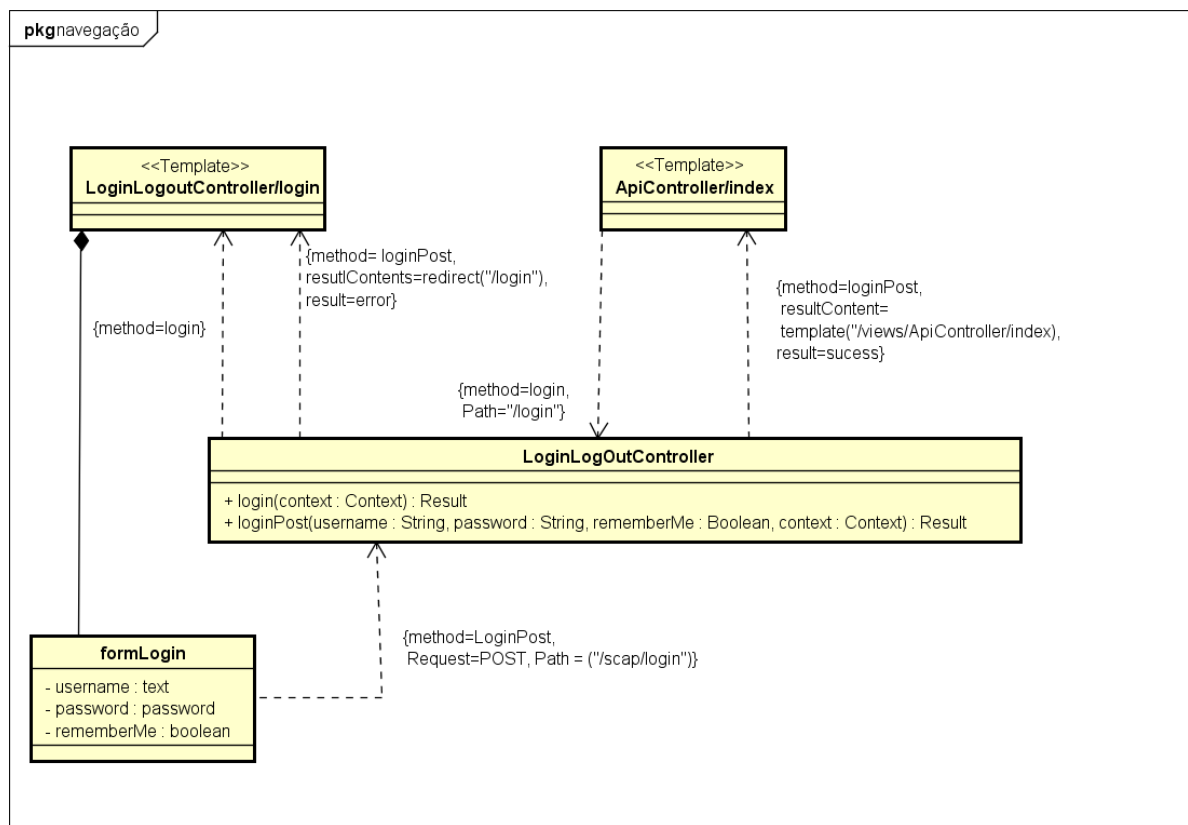 pkgnavegação
<<Template>>
LoginLogoutController/login
<<Template>>
ApiController/index
{method= loginPost,
resutlContents=redirect("/login"),
result=error}
{method=loginPost,
resultContent=
template("/views/ApiController/index),
result=sucess}
{method=login}
{method=login,
Path="/login"}
LoginLogOutController
+ login(context : Context) : Result
+ loginPost(username : String, password : String, rememberMe : Boolean, context : Context) : Result
{method=LoginPost,
Request=POST, Path = ("/scap/login")}
formLogin
- username : text
- password : password
- rememberMe : boolean